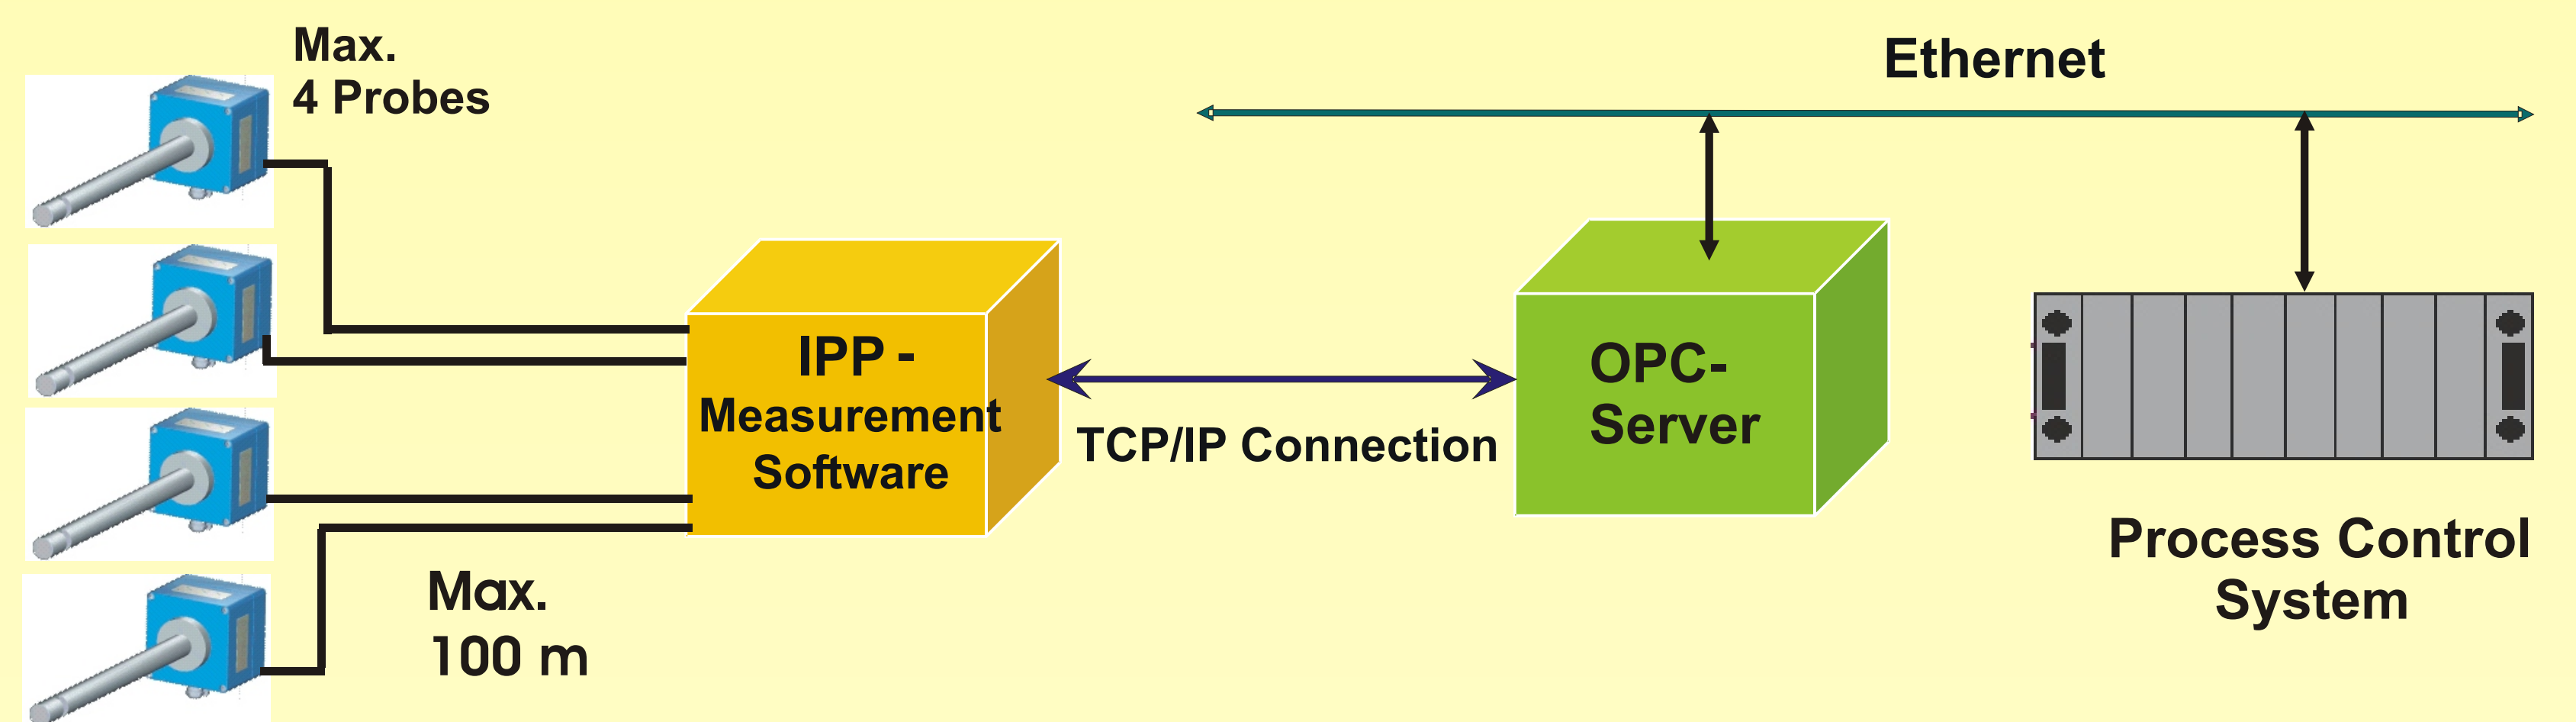 Max.
4 Probes
Ethernet
IPP -
Measurement
Software
TCP/IP Connection
OPC-
Server
Process Control
System
Max.
100 m